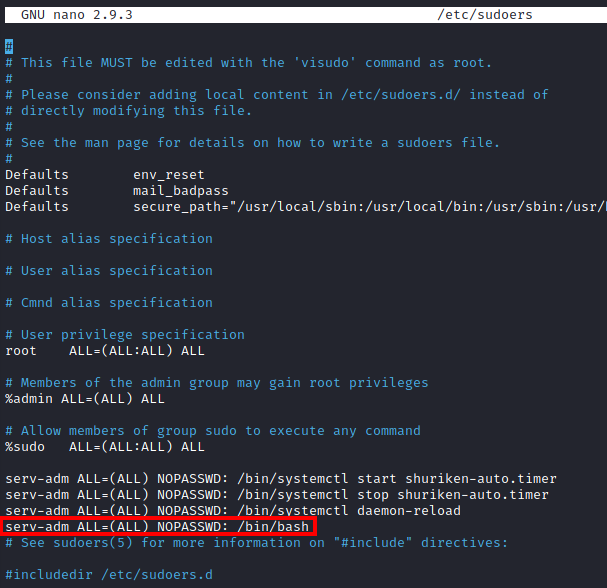 GNU nano 2.9.3 /etc/sudoers
#
# This file MUST be edited with the 'visudo' command as root.
#
# Please consider adding local content in /etc/sudoers.d/ instead of
# directly modifying this file.
#
# See the man page for details on how to write a sudoers file.
#
Defaults env_reset
Defaults mail_badpass
Defaults secure_path="/usr/local/sbin:/usr/local/bin:/usr/sbin:/usr/
# Host alias specification
# User alias specification
# Cmnd alias specification
# User privilege specification
root ALL=(ALL:ALL) ALL
# Members of the admin group may gain root privileges
%admin ALL=(ALL) ALL
# Allow members of group sudo to execute any command
%sudo ALL=(ALL:ALL) ALL
serv-adm ALL=(ALL) NOPASSWD: /bin/systemctl start shuriken-auto.timer
serv-adm ALL=(ALL) NOPASSWD: /bin/systemctl stop shuriken-auto.timer
serv-adm ALL=(ALL) NOPASSWD: /bin/systemctl daemon-reload
serv-adm ALL=(ALL) NOPASSWD: /bin/bash
# See sudoers(5) for more information on "#include" directives:
#includedir /etc/sudoers.d